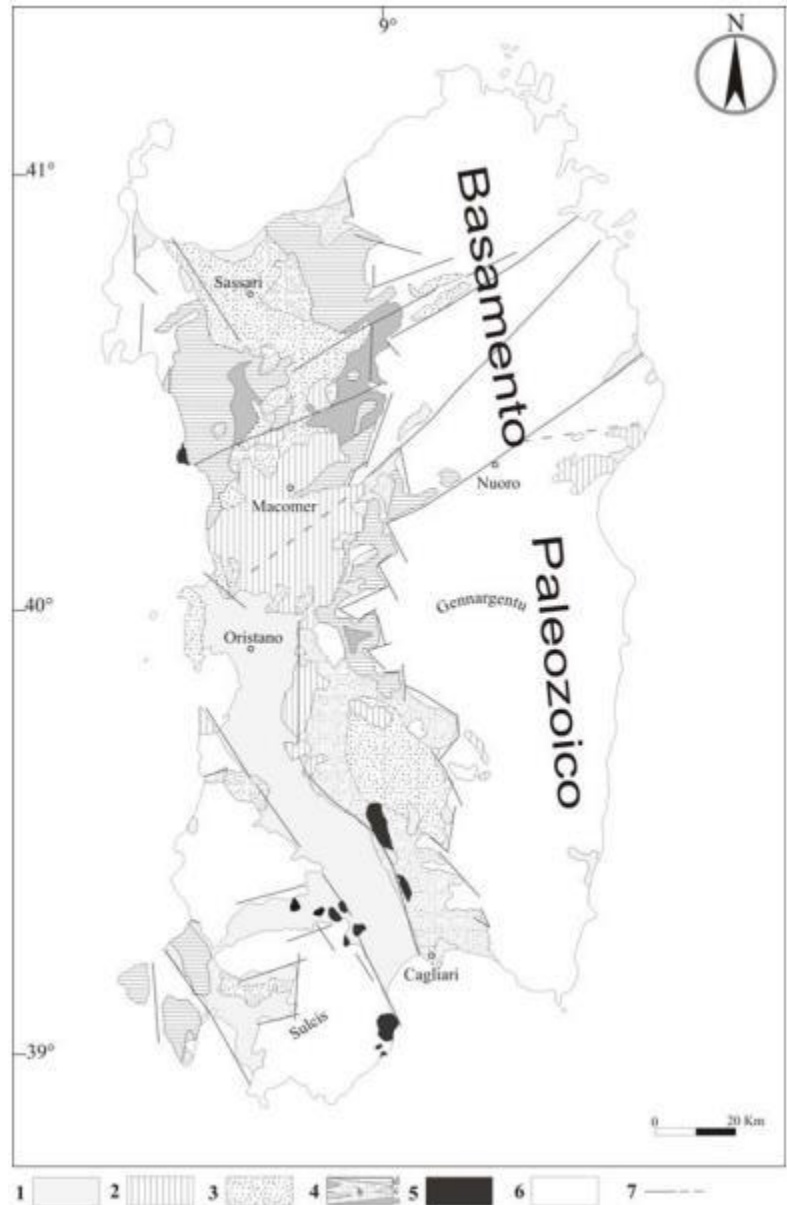 9°
N
41°
Basamento
Sassari
Nuoro
Macomer
Paleozoico
40°
Gennargentu
Oristano
Cagliari
Sulcis
39°
0 20 Km
1 2 3 4 5 6 7